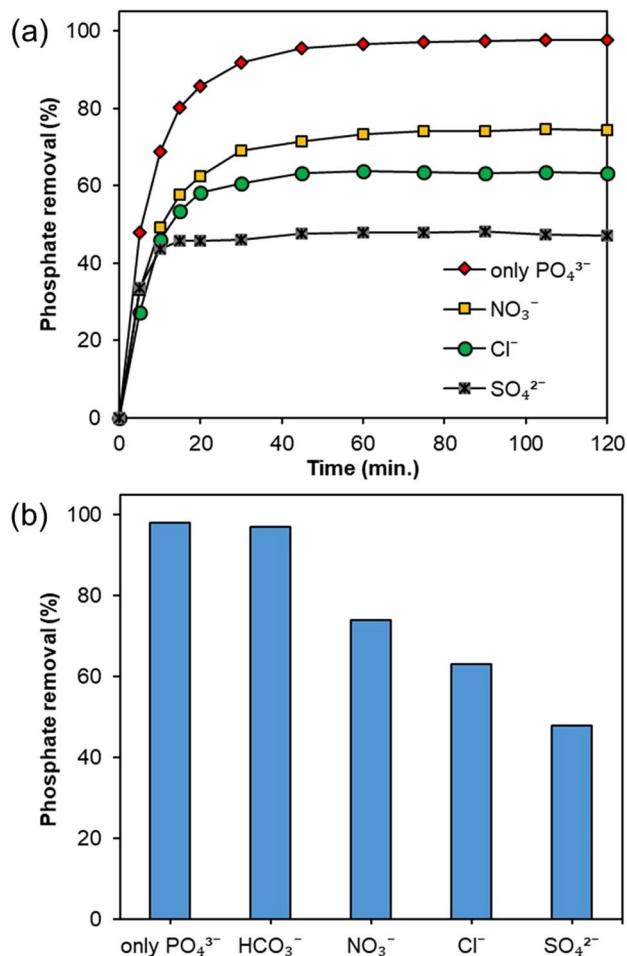 (a)
Phosphate removal (%)
100
80
60
40
20
0
only PO₄³⁻
NO₃⁻
Cl⁻
SO₄²⁻
0 20 40 60 80 100 120
Time (min.)
(b)
Phosphate removal (%)
100
80
60
40
20
0
only PO₄³⁻ HCO₃⁻ NO₃⁻ Cl⁻ SO₄²⁻